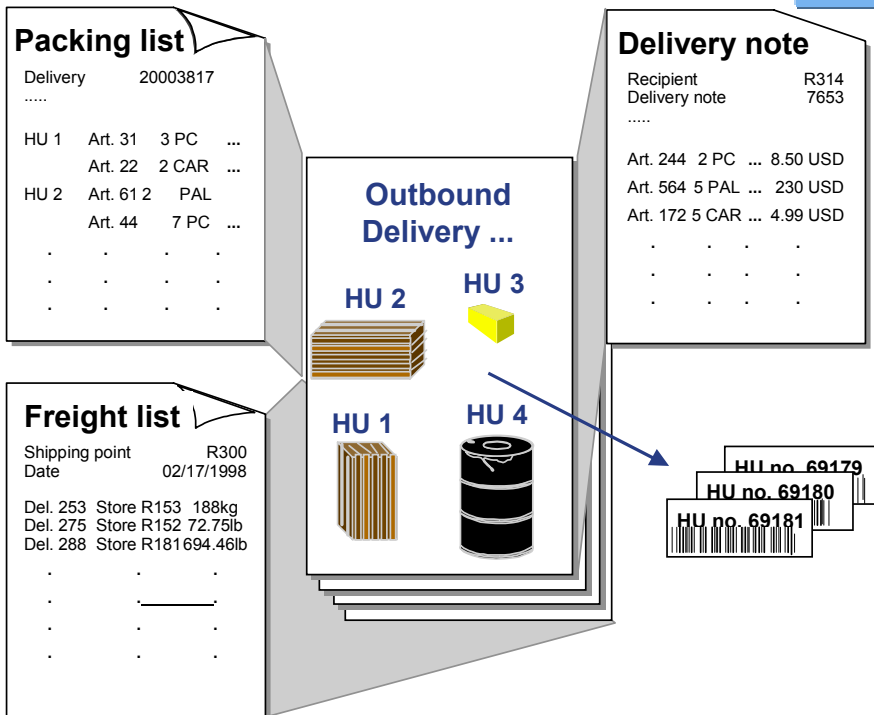 Packing list
Delivery 20003817
.....
HU 1 Art. 31 3 PC ...
Art. 22 2 CAR ...
HU 2 Art. 61 2 PAL
Art. 44 7 PC ...
. . . .
. . . .
. . . .
Freight list
Shipping point R300
Date 02/17/1998
Del. 253 Store R153 188kg
Del. 275 Store R152 72.75lb
Del. 288 Store R181 694.46lb
. . .
. . .
. . .
. . .
Outbound
Delivery ...
HU 2
HU 3
HU 1
HU 4
Delivery note
Recipient R314
Delivery note 7653
.....
Art. 244 2 PC ... 8.50 USD
Art. 564 5 PAL ... 230 USD
Art. 172 5 CAR ... 4.99 USD
. . . .
. . . .
. . . .
HU no. 69179
HU no. 69180
HU no. 69181